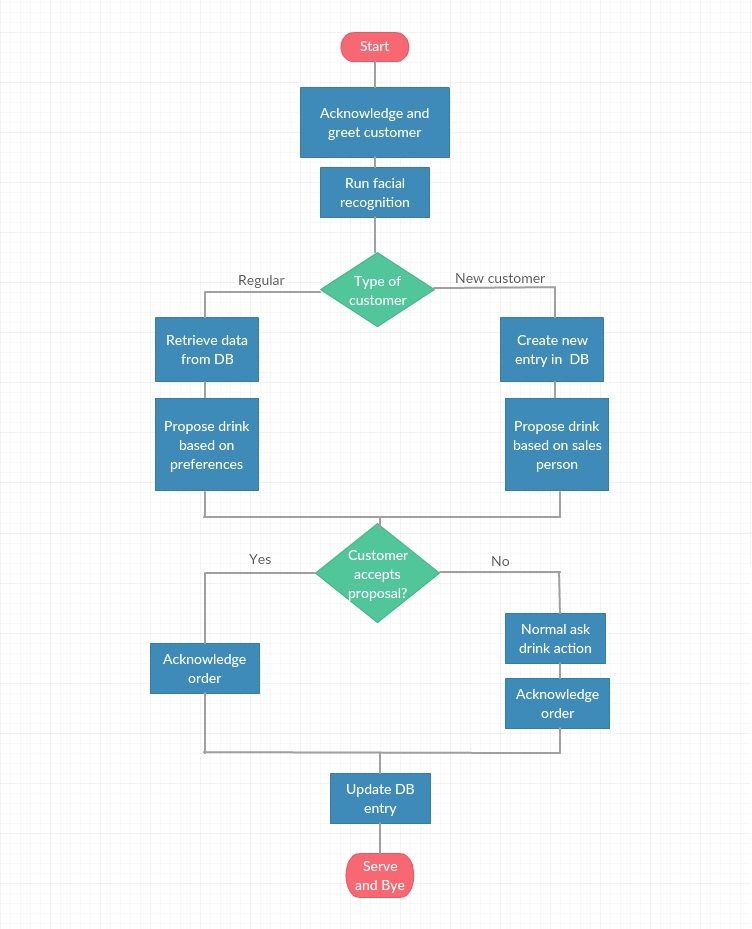 Start
Acknowledge and
greet customer
Run facial
recognition
Type of
customer
Regular
New customer
Retrieve data
from DB
Create new
entry in  DB
Propose drink
based on
preferences
Propose drink
based on sales
person
Customer
accepts
proposal?
Yes
No
Acknowledge
order
Normal ask
drink action
Acknowledge
order
Update DB
entry
Serve
and Bye